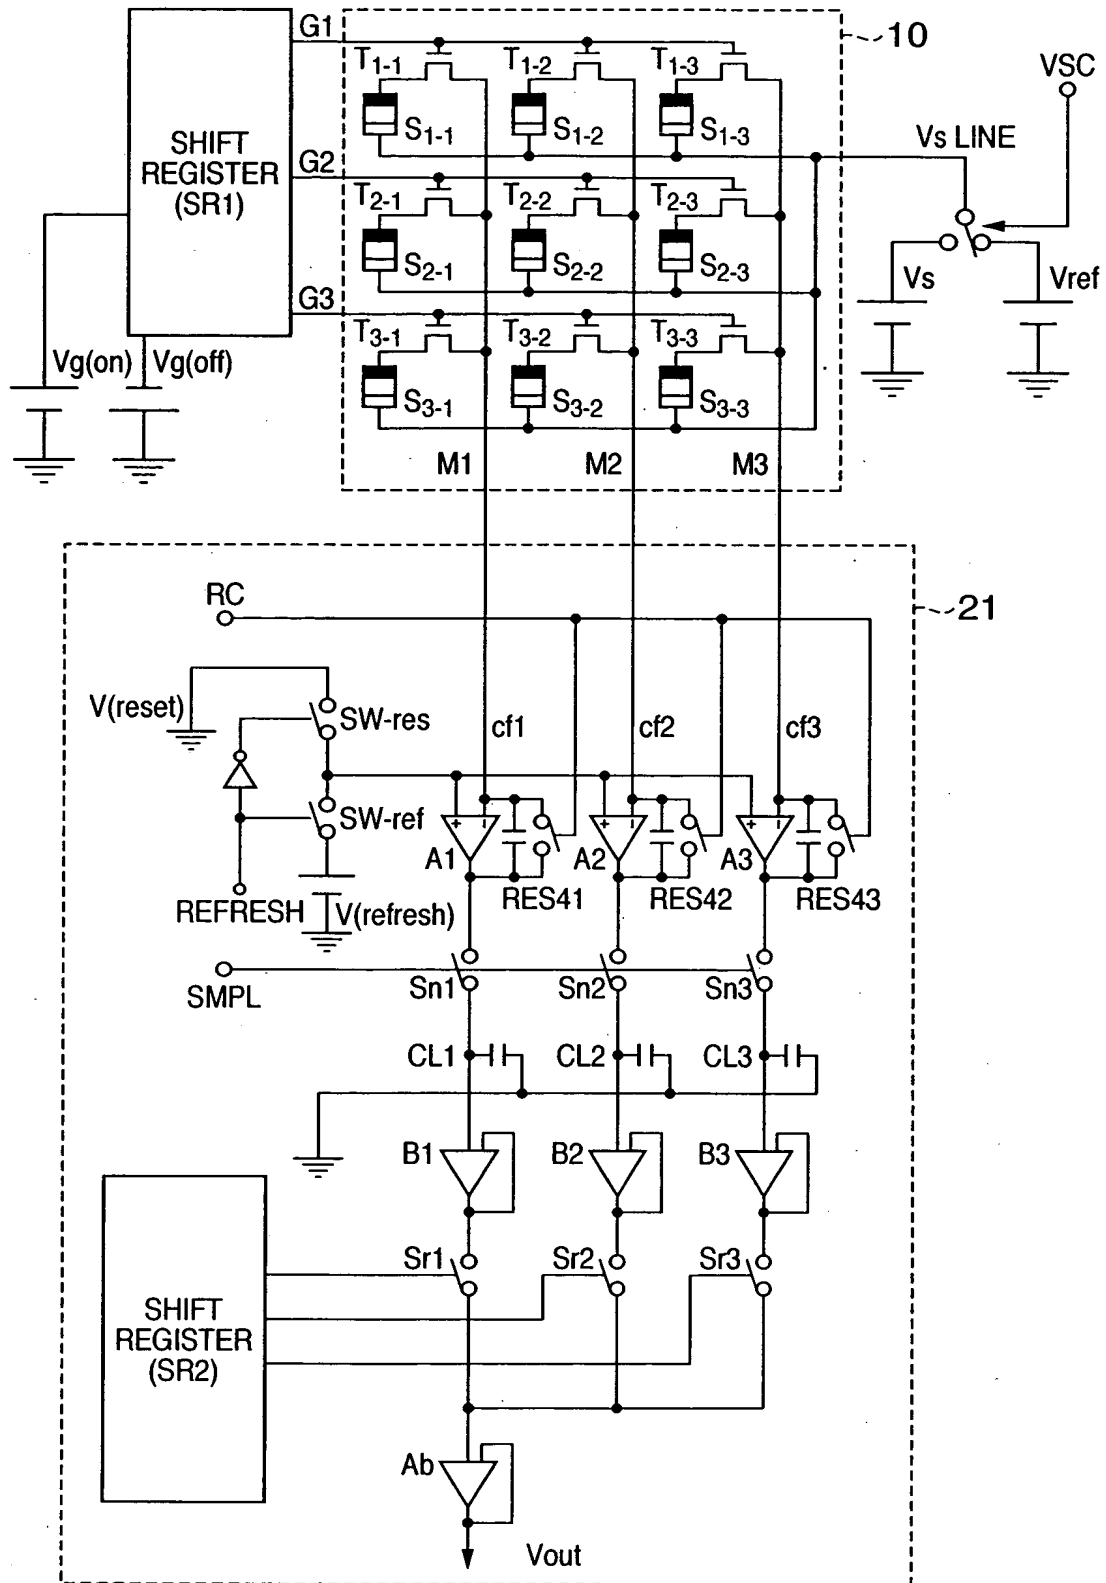 G1
10
T1-1
T1-2
T1-3
VSC
SHIFT
REGISTER
(SR1)
S1-1
S1-2
S1-3
Vs LINE
G2
T2-1
T2-2
T2-3
S2-1
S2-2
S2-3
Vs
Vref
G3
T3-1
T3-2
T3-3
Vg(on)
Vg(off)
S3-1
S3-2
S3-3
M1
M2
M3
RC
21
V(reset)
SW-res
cf1
cf2
cf3
SW-ref
+
-
+
-
+
-
A1
A2
A3
REFRESH
V(refresh)
RES41
RES42
RES43
SMPL
Sn1
Sn2
Sn3
CL1
CL2
CL3
B1
B2
B3
Sr1
Sr2
Sr3
SHIFT
REGISTER
(SR2)
Ab
Vout